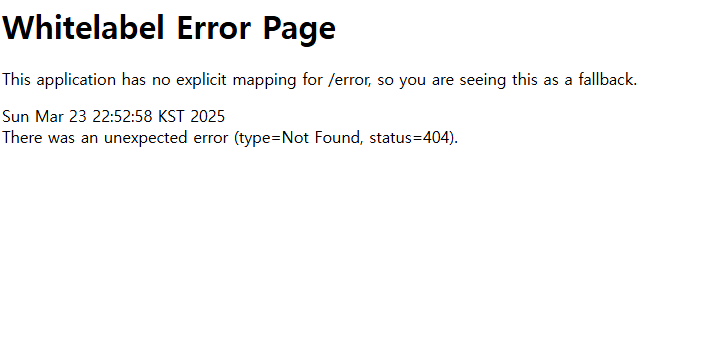 Whitelabel Error Page
This application has no explicit mapping for /error, so you are seeing this as a fallback.
Sun Mar 23 22:52:58 KST 2025
There was an unexpected error (type=Not Found, status=404).